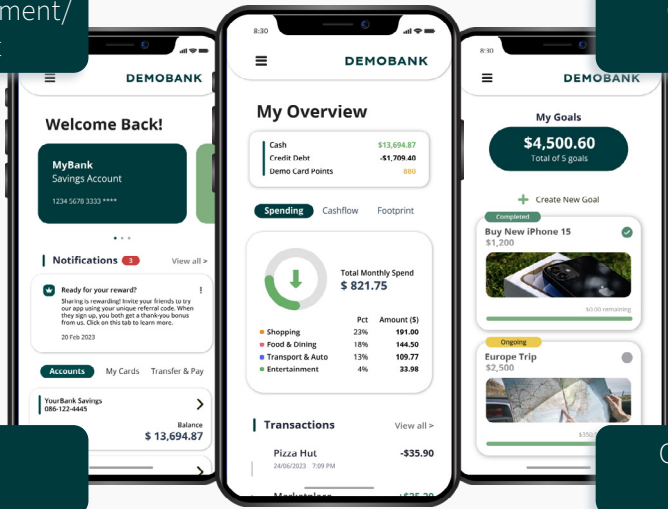 ment/
8:30
DEMOBANK
Welcome Back!
MyBank
Savings Account
1234 5678 3333 ****
Notifications 3 View all >
Ready for your reward?
Sharing is rewarding! Invite your friends to try
our app using your unique referral code. When
they sign up, you both get a thank-you bonus
from us. Click on this tab to learn more.
20 Feb 2023
Accounts My Cards Transfer & Pay
YourBank Savings
086-122-4445
Balance
$ 13,694.87
DEMOBANK
My Overview
Cash $13,694.87
Credit Debt -$1,709.40
Demo Card Points 880
Spending Cashflow Footprint
Total Monthly Spend
$ 821.75
Pct Amount ($)
Shopping 23% 191.00
Food & Dining 18% 144.50
Transport & Auto 13% 109.77
Entertainment 4% 33.98
Transactions View all >
Pizza Hut -$35.90
24/06/2023 7:09 PM
Marketplace
8:30
DEMOBANK
My Goals
$4,500.60
Total of 5 goals
Create New Goal
Completed
Buy New iPhone 15
$1,200
$0.00 remaining
Ongoing
Europe Trip
$2,500